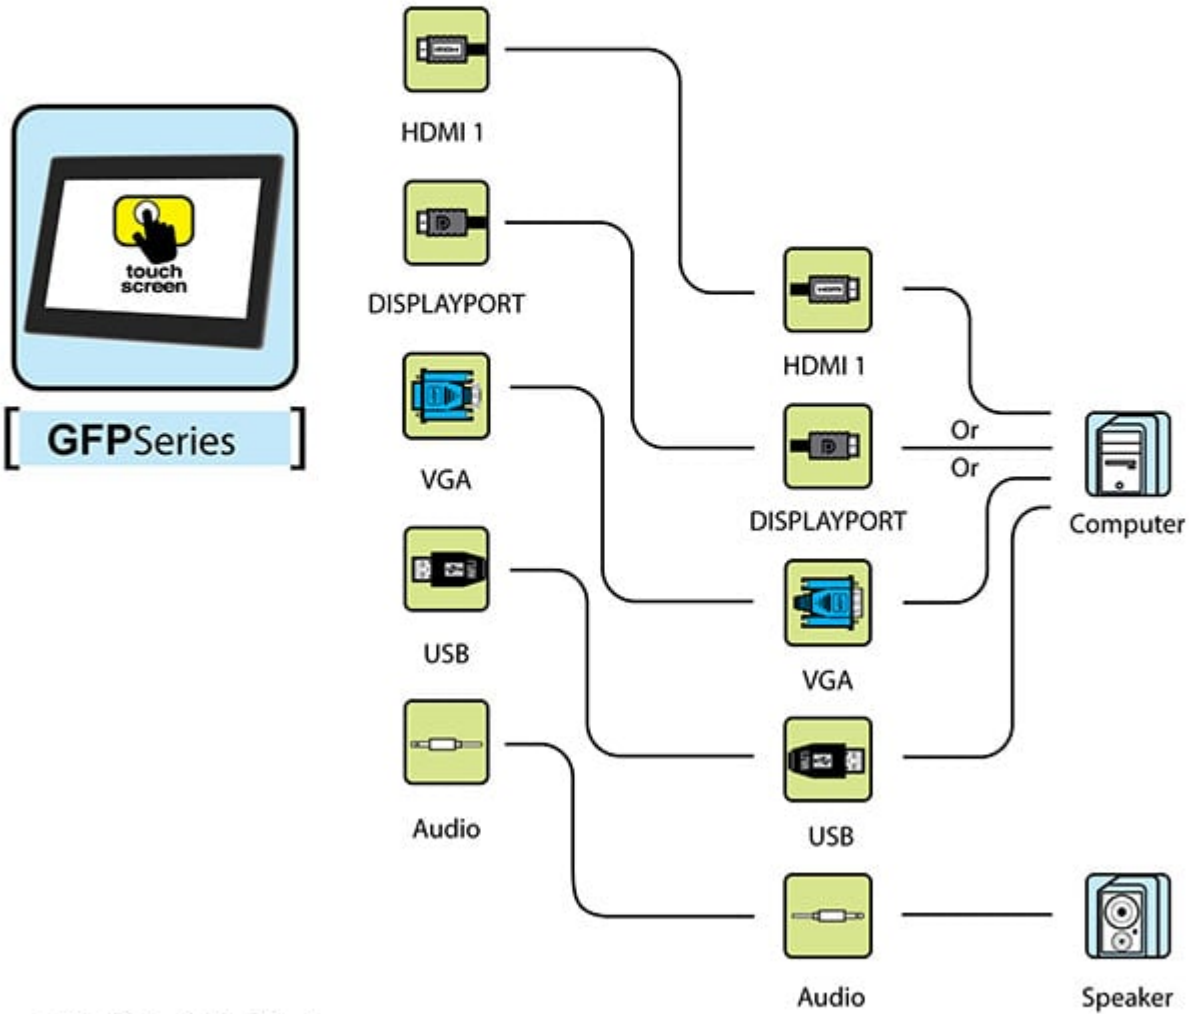 HDMI 1
touch
screen
DISPLAYPORT
GFPSeries
VGA
USB
Audio
HDMI 1
Or
Or
DISPLAYPORT
VGA
USB
Audio
Computer
Speaker